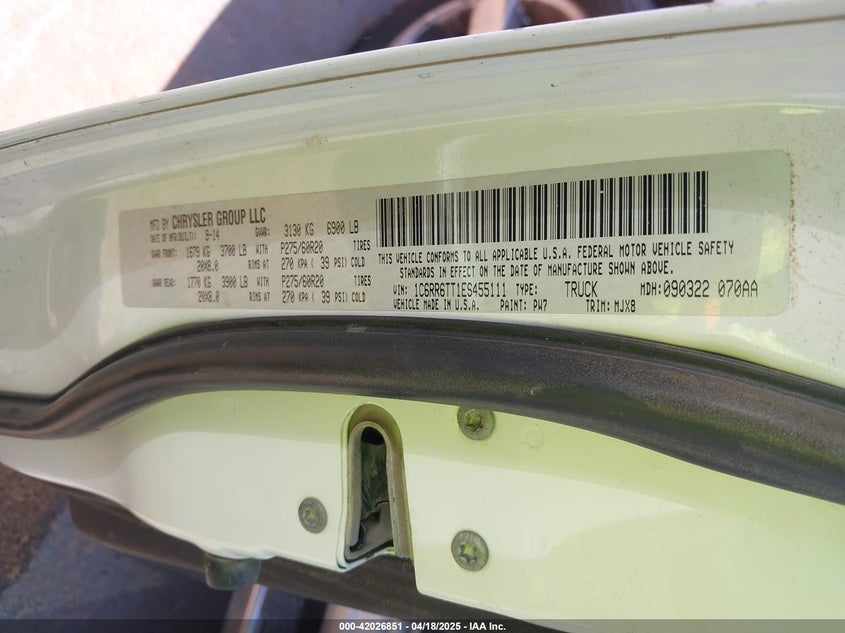 MFD BY CHRYSLER GROUP LLC
DATE OF MFR(BUILT): 9-14 GVWR: 3130 KG 6900 LB
GAWR FRONT: 1679 KG 3700 LB WITH P275/60R20 TIRES
20X8.0 RIMS AT 270 KPA ( 39 PSI) COLD
GAWR REAR: 1770 KG 3900 LB WITH P275/60R20 TIRES
20X8.0 RIMS AT 270 KPA ( 39 PSI) COLD
THIS VEHICLE CONFORMS TO ALL APPLICABLE U.S.A. FEDERAL MOTOR VEHICLE SAFETY
STANDARDS IN EFFECT ON THE DATE OF MANUFACTURE SHOWN ABOVE.
VIN: 1C6RR6TT1ES455111 TYPE: TRUCK MDH:090322 070AA
VEHICLE MADE IN U.S.A. PAINT: PW7 TRIM: MJX8
000-42026851 - 04/18/2025 - IAA Inc.